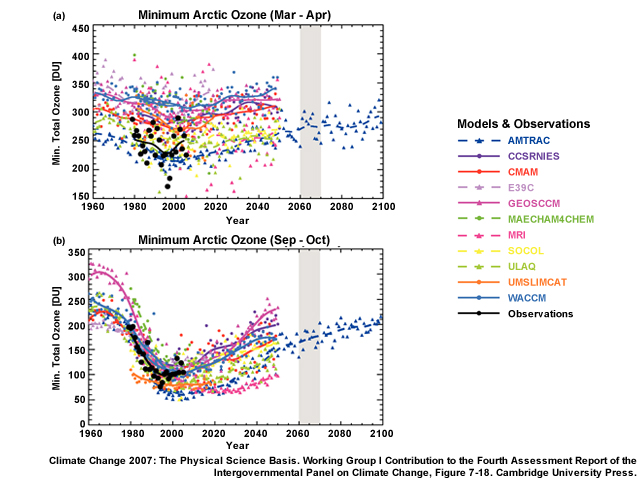 (a) Minimum Arctic Ozone (Mar - Apr)
Min. Total Ozone [DU]
450
400
350
300
250
200
150
1960 1980 2000 2020 2040 2060 2080 2100
Year
(b) Minimum Arctic Ozone (Sep - Oct)
Min. Total Ozone [DU]
350
300
250
200
150
100
50
0
1960 1980 2000 2020 2040 2060 2080 2100
Year
Models & Observations
AMTRAC
CCSRNIES
CMAM
E39C
GEOSCCM
MAECHAM4CHEM
MRI
SOCOL
ULAQ
UMSLIMCAT
WACCM
Observations
Climate Change 2007: The Physical Science Basis. Working Group I Contribution to the Fourth Assessment Report of the
Intergovernmental Panel on Climate Change, Figure 7-18. Cambridge University Press.